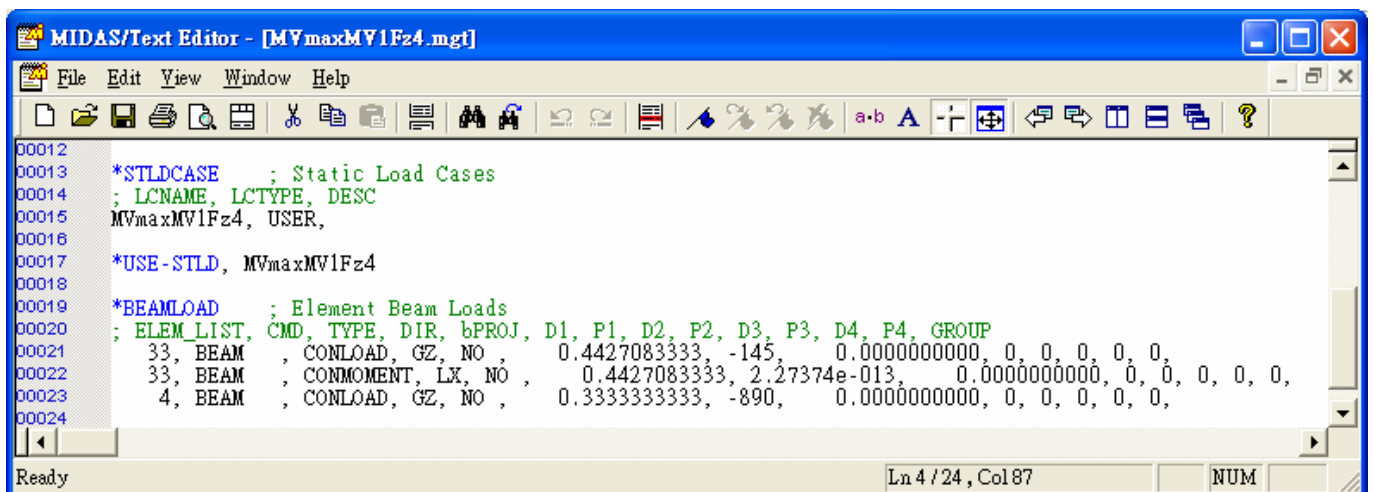 MIDAS/Text Editor - [MVmaxMV1Fz4.mgt]
File Edit View Window Help
a-b A
00012
00013 *STLDCASE ; Static Load Cases
00014 ; LCNAME, LCTYPE, DESC
00015 MVmaxMV1Fz4, USER,
00016
00017 *USE-STLD, MVmaxMV1Fz4
00018
00019 *BEAMLOAD ; Element Beam Loads
00020 ; ELEM_LIST, CMD, TYPE, DIR, bPROJ, D1, P1, D2, P2, D3, P3, D4, P4, GROUP
00021 33, BEAM , CONLOAD, GZ, NO , 0.4427083333, -145, 0.0000000000, 0, 0, 0, 0, 0,
00022 33, BEAM , CONMOMENT, LX, NO , 0.4427083333, 2.27374e-013, 0.0000000000, 0, 0, 0, 0, 0,
00023 4, BEAM , CONLOAD, GZ, NO , 0.3333333333, -890, 0.0000000000, 0, 0, 0, 0, 0,
00024
Ready Ln 4 / 24 , Col 87 NUM